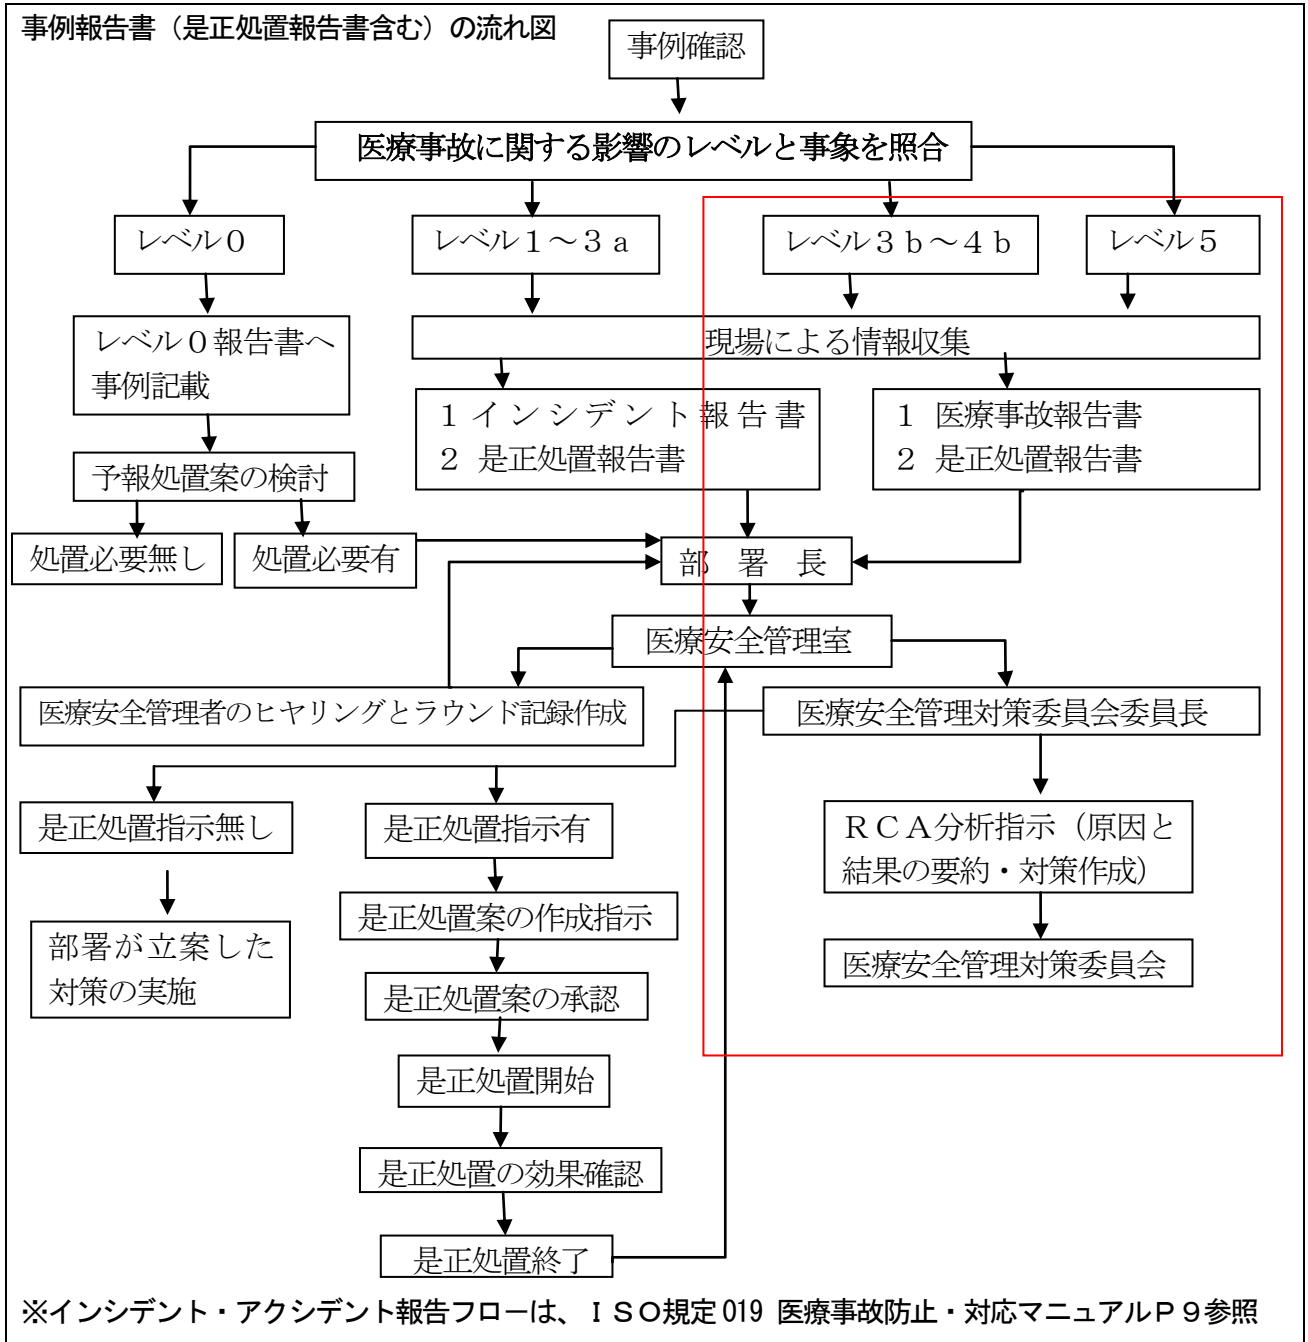 事例報告書（是正処置報告書含む）の流れ図
事例確認
医療事故に関する影響のレベルと事象を照合
レベル０
レベル１～３ａ
レベル３ｂ～４ｂ
レベル５
レベル０報告書へ
事例記載
現場による情報収集
１インシデント報告書
２ 是正処置報告書
１ 医療事故報告書
２ 是正処置報告書
予報処置案の検討
処置必要無し
処置必要有
部　署　長
医療安全管理室
医療安全管理者のヒヤリングとラウンド記録作成
医療安全管理対策委員会委員長
是正処置指示無し
是正処置指示有
ＲＣＡ分析指示（原因と
結果の要約・対策作成）
是正処置案の作成指示
部署が立案した
対策の実施
医療安全管理対策委員会
是正処置案の承認
是正処置開始
是正処置の効果確認
是正処置終了
※インシデント・アクシデント報告フローは、ＩＳＯ規定019 医療事故防止・対応マニュアルＰ９参照